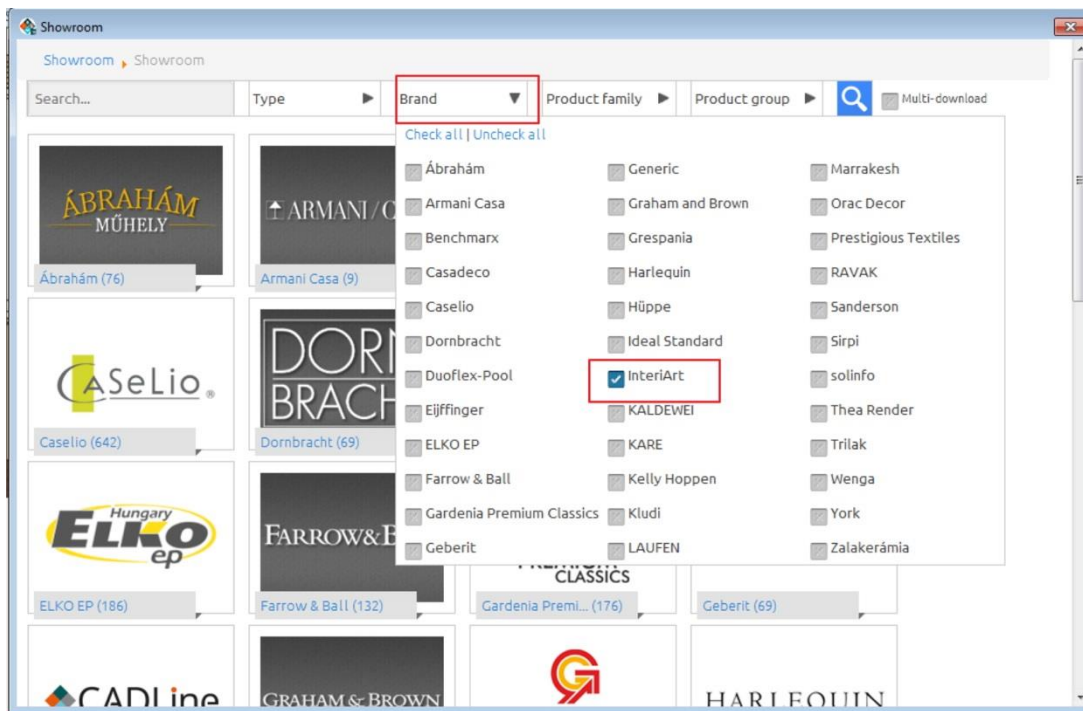 Showroom
Showroom Showroom
Search... Type Brand Product family Product group Multi-download
Check all | Uncheck all
Ábrahám Generic Marrakesh
Armani Casa Graham and Brown Orac Decor
Benchmarx Grespania Prestigious Textiles
Casadeco Harlequin RAVAK
Caselio Hüppe Sanderson
Dornbracht Ideal Standard Sirpi
Duoflex-Pool InteriArt solinfo
Eijffinger KALDEWEI Thea Render
ELKO EP KARE Trilak
Farrow & Ball Kelly Hoppen Wenga
Gardenia Premium Classics Kludi York
Geberit LAUFEN Zalakerámia
ÁBRAHÁM
MŰHELY
ARMANI / C
Ábrahám (76) Armani Casa (9)
CASeLio®
DOR
BRACH
Caselio (642) Dornbracht (69)
Hungary
ELKO
ep
FARROW&B
CLASSICS
ELKO EP (186) Farrow & Ball (132) Gardenia Premi... (176) Geberit (69)
CADLine GRAHAM & BROWN G HARLEQUIN